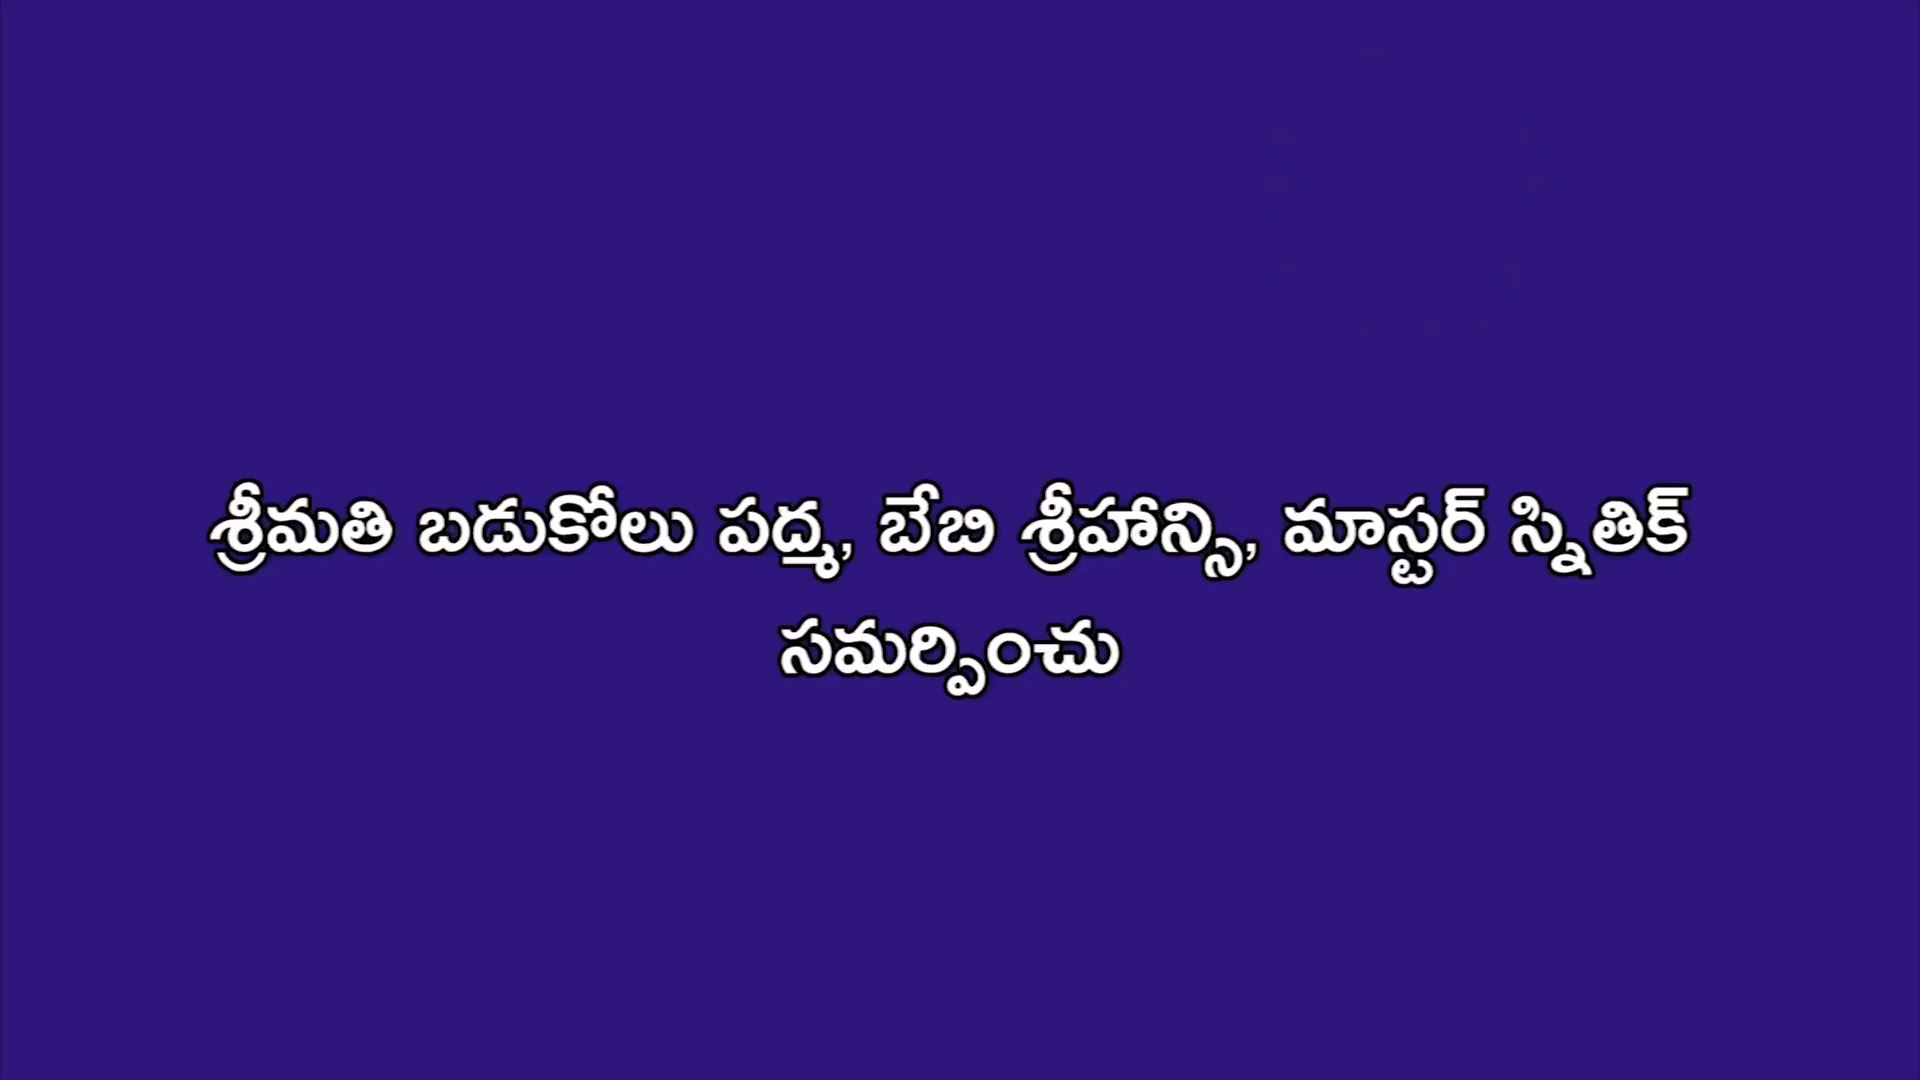 శ్రీమతి బడుకోలు పద్మ, బేబి శ్రీహాన్సి, మాస్టర్ స్నితిక్
సమర్పించు